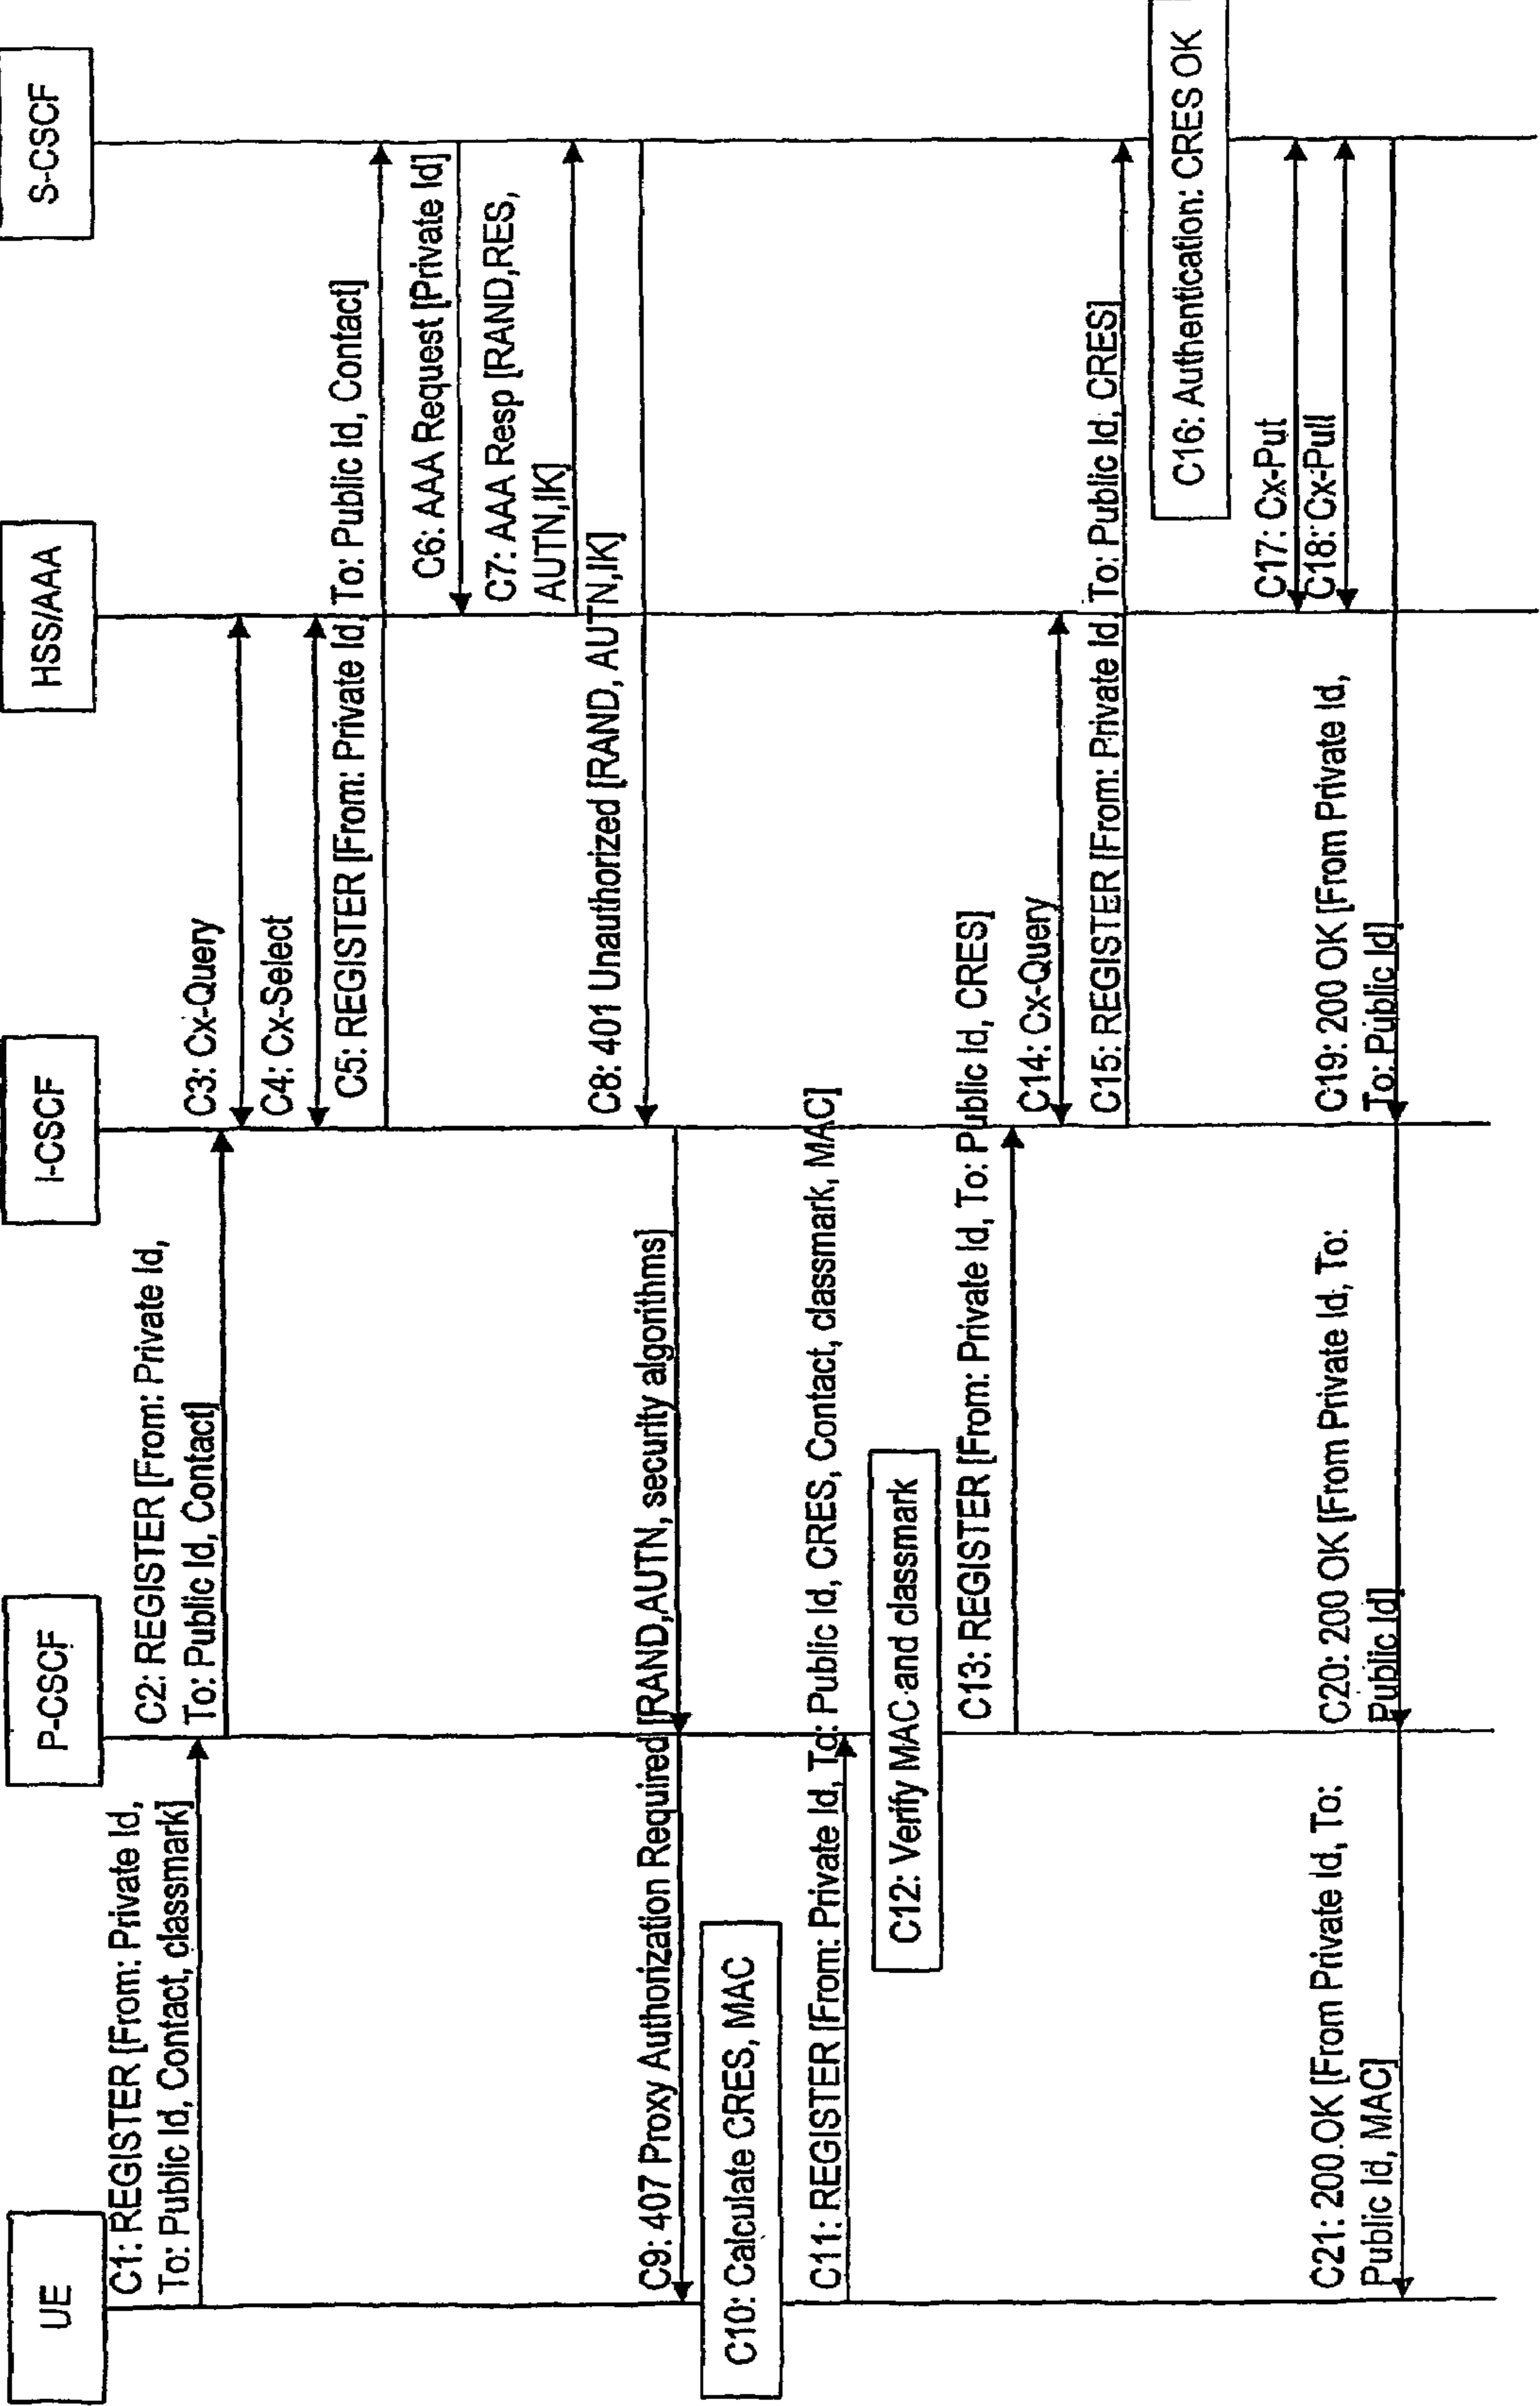 UE
P-CSCF
I-CSCF
HSS/AAA
S-CSCF
C1: REGISTER [From: Private Id,
To: Public Id, Contact, classmark]
C2: REGISTER [From: Private Id,
To: Public Id, Contact]
C3: Cx-Query
C4: Cx-Select
C5: REGISTER [From: Private Id, To: Public Id, Contact]
C6: AAA Request [Private Id]
C7: AAA Resp [RAND,RES,
AUTN,IK]
C8: 401 Unauthorized [RAND, AUTN,IK]
C9: 407 Proxy Authorization Required [RAND,AUTN, security algorithms]
C10: Calculate CRES, MAC
C11: REGISTER [From: Private Id, To: Public Id, CRES, Contact, classmark, MAC]
C12: Verify MAC and classmark
C13: REGISTER [From: Private Id, To: Public Id, CRES]
C14: Cx-Query
C15: REGISTER [From: Private Id, To: Public Id, CRES]
C16: Authentication: CRES OK
C17: Cx-Put
C18: Cx-Pull
C19: 200 OK [From Private Id,
To: Public Id]
C20: 200 OK [From Private Id, To:
Public Id]
C21: 200.OK [From Private Id, To:
Public Id, MAC]